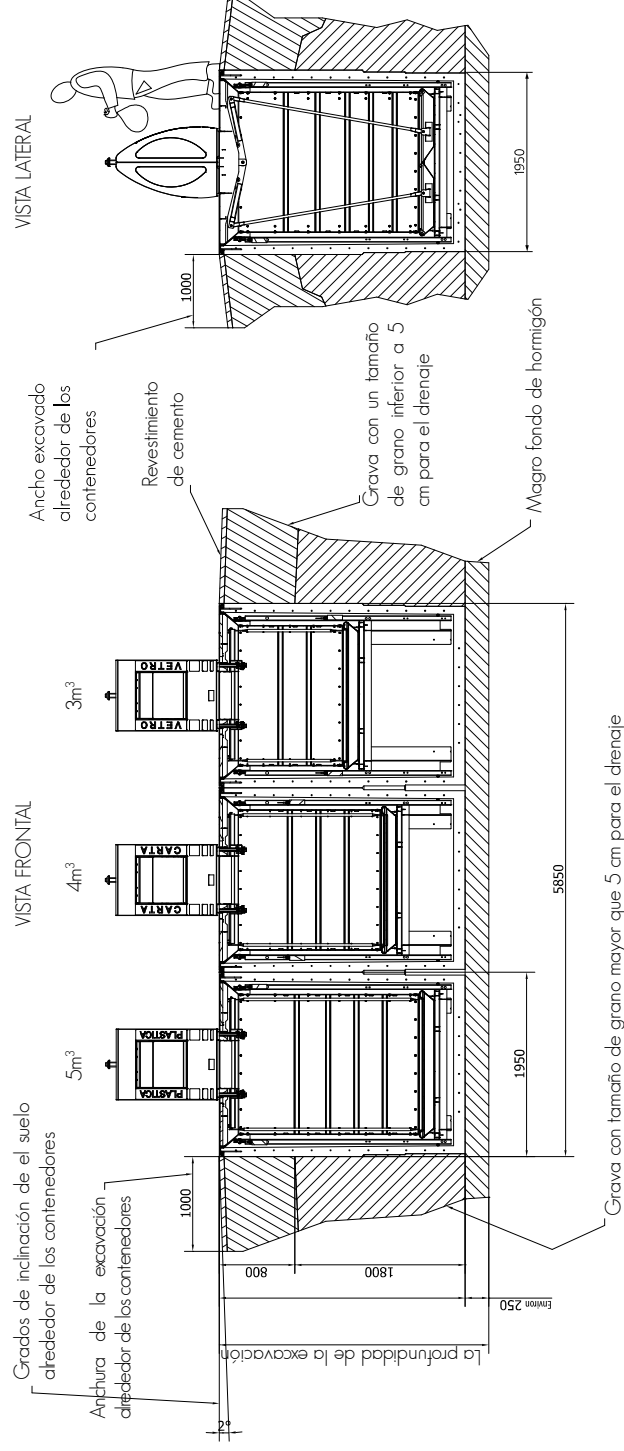 VISTA FRONTAL
VISTA LATERAL
Grados de inclinación de el suelo
alrededor de los contenedores
Anchura de la excavación
alrededor de los contenedores
5m³
4m³
3m³
PLASTICA
PLASTICA
CARTA
CARTA
VETRO
VETRO
Ancho excavado
alrededor de los
contenedores
Revestimiento
de cemento
Grava con un tamaño
de grano inferior a 5
cm para el drenaje
Magro fondo de hormigón
Grava con tamaño de grano mayor que 5 cm para el drenaje
2°
1000
800
1800
Environ 250
La profundidad de la excavación
1950
5850
1000
1950